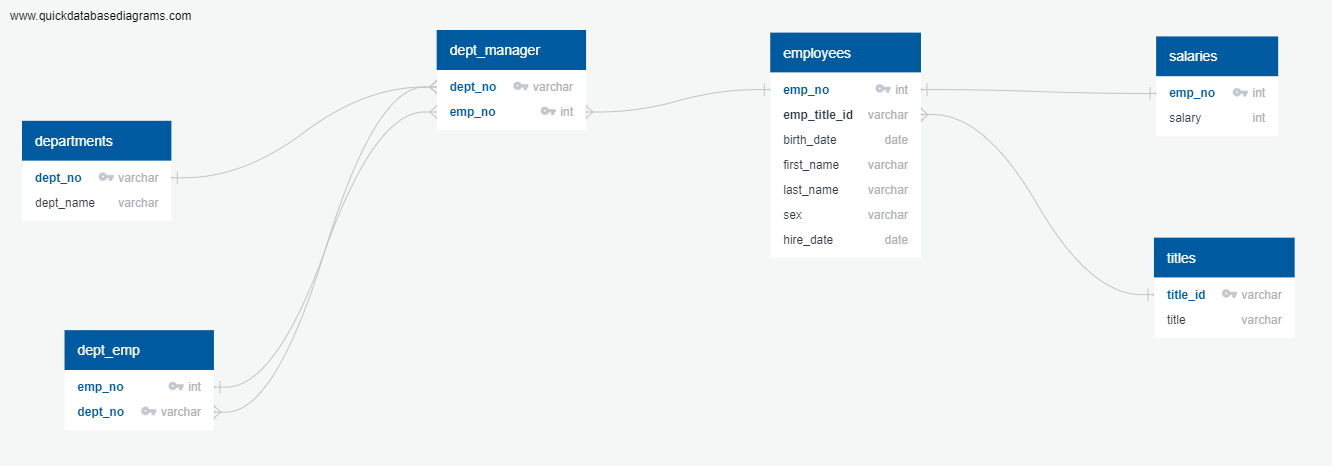 www.quickdatabasediagrams.com
dept_manager
dept_no varchar
emp_no int
employees
emp_no int
emp_title_id varchar
birth_date date
first_name varchar
last_name varchar
sex varchar
hire_date date
salaries
emp_no int
salary int
departments
dept_no varchar
dept_name varchar
titles
title_id varchar
title varchar
dept_emp
emp_no int
dept_no varchar